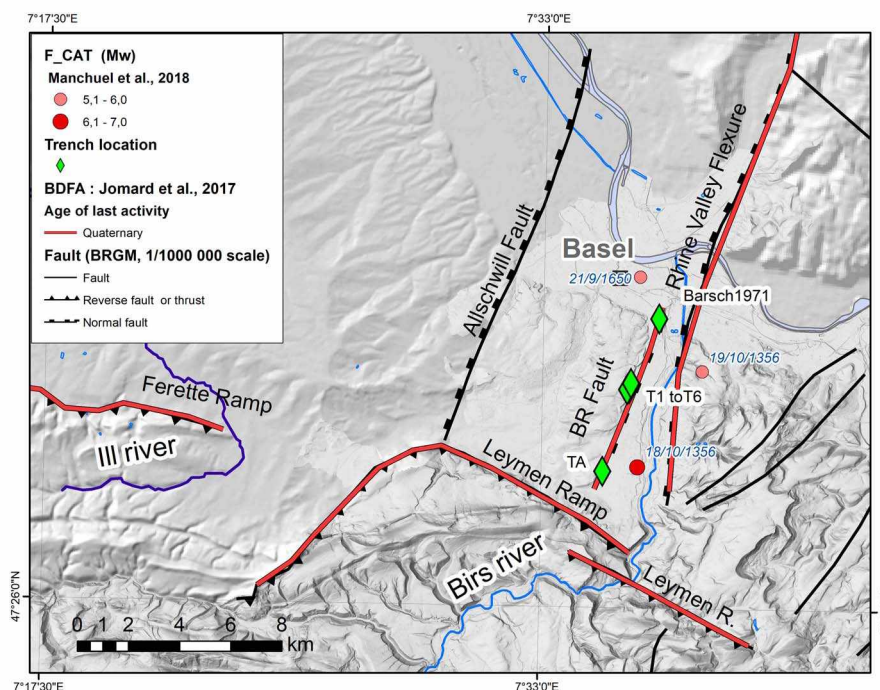 7°17'30"E
7°33'0"E
F_CAT (Mw)
Manchuel et al., 2018
5,1 - 6,0
6,1 - 7,0
Trench location
BDFA : Jomard et al., 2017
Age of last activity
Quaternary
Fault (BRGM, 1/1000 000 scale)
Fault
Reverse fault or thrust
Normal fault
Allschwill Fault
Rhine Valley Flexure
Basel
21/9/1650
Barsch1971
19/10/1356
BR Fault
T1 toT6
Ferette Ramp
Ill river
Leymen Ramp
TA
18/10/1356
Birs river
Leymen R.
47°26'0"N
0 1 2 4 6 8
km
7°17'30"E
7°33'0"E